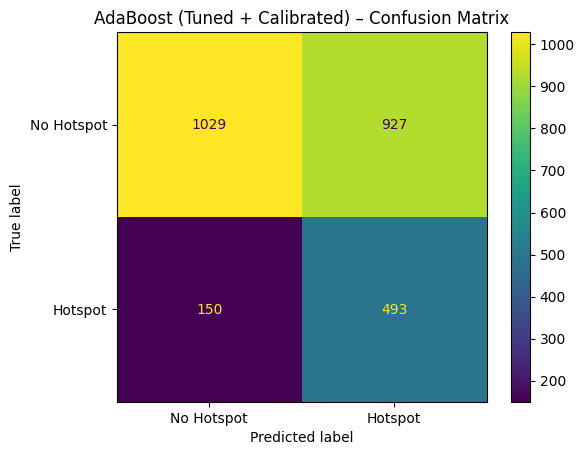 AdaBoost (Tuned + Calibrated) – Confusion Matrix
True label
No Hotspot
Hotspot
1029
927
150
493
No Hotspot
Hotspot
Predicted label
1000
900
800
700
600
500
400
300
200